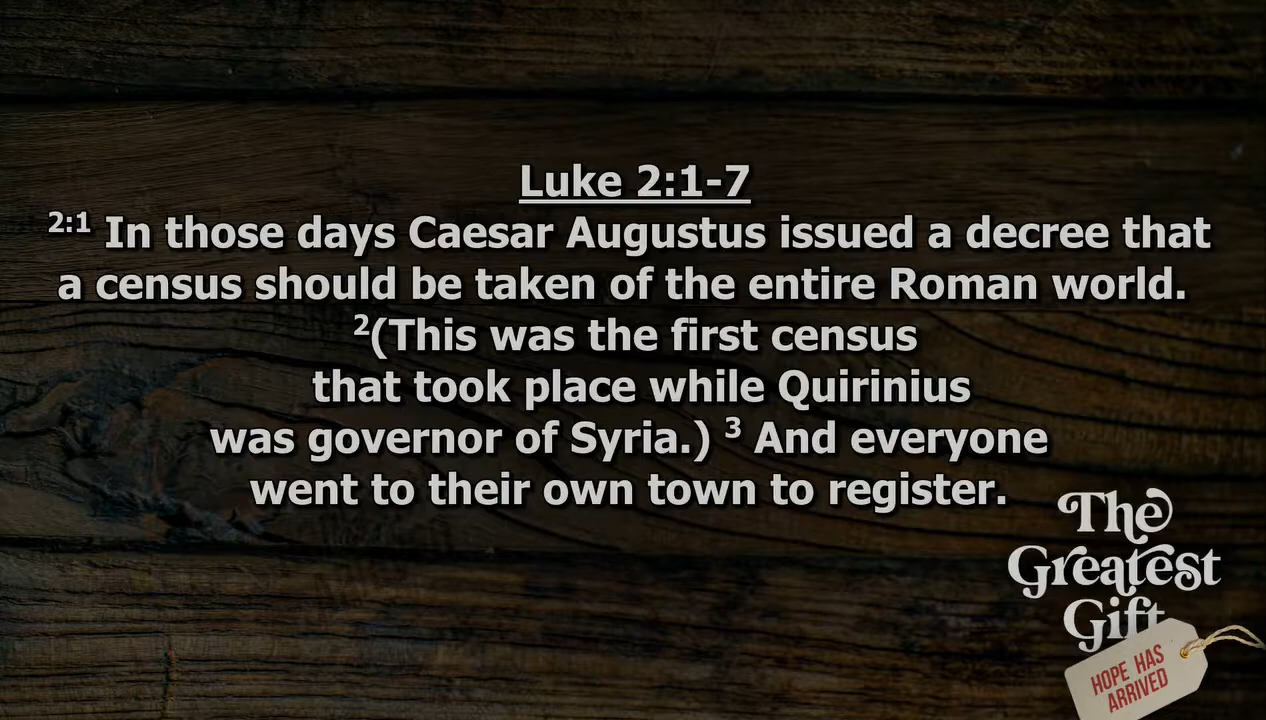 Luke 2:1-7
2:1 In those days Caesar Augustus issued a decree that
a census should be taken of the entire Roman world.
2(This was the first census
that took place while Quirinius
was governor of Syria.) 3 And everyone
went to their own town to register.
The
Greatest
Gift
HOPE HAS
ARRIVED